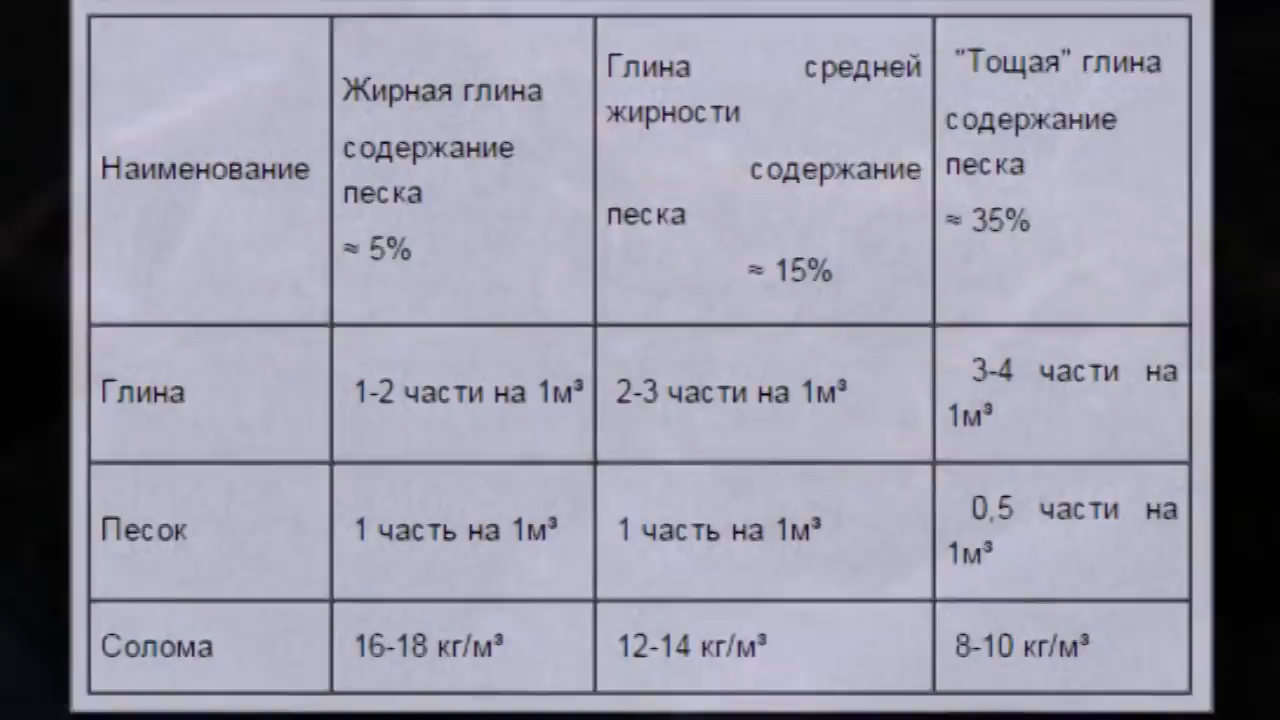 Наименование
Жирная глина
содержание
песка
≈ 5%
Глина средней
жирности
содержание
песка
≈ 15%
"Тощая" глина
содержание
песка
≈ 35%
Глина
1-2 части на 1м³
2-3 части на 1м³
3-4 части на
1м³
Песок
1 часть на 1м³
1 часть на 1м³
0,5 части на
1м³
Солома
16-18 кг/м³
12-14 кг/м³
8-10 кг/м³